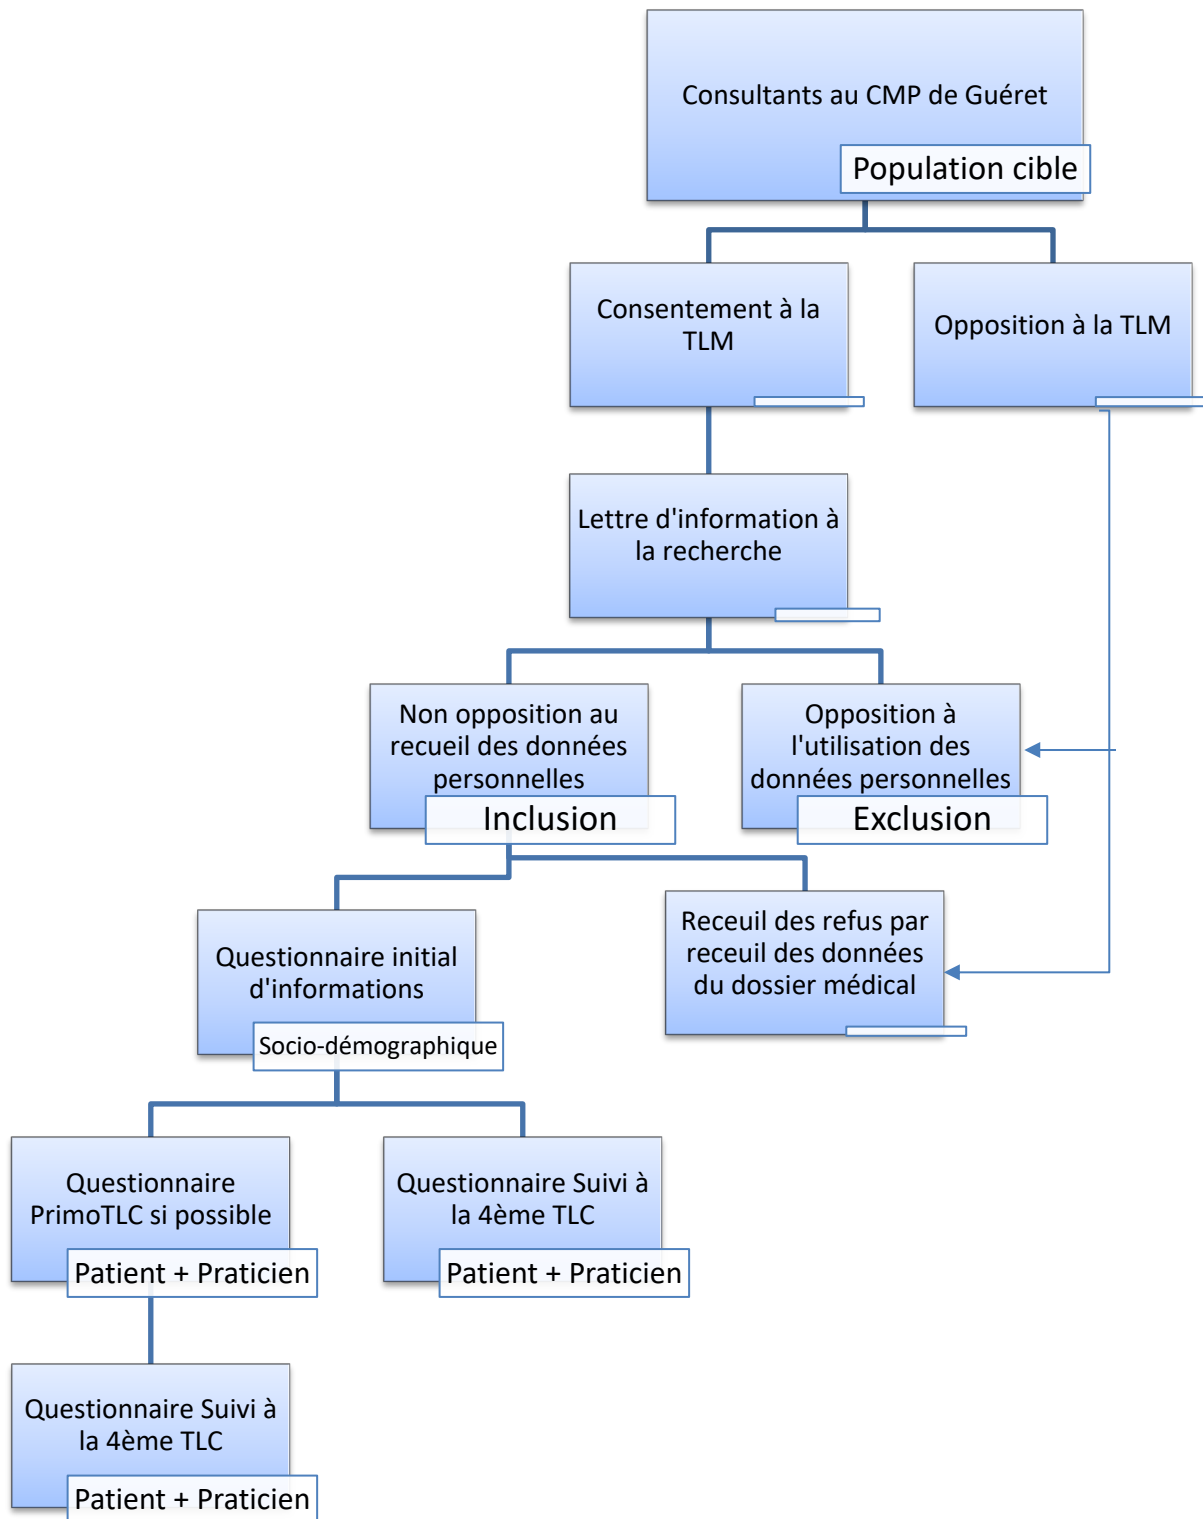 Consultants au CMP de Guéret
Population cible
Consentement à la
TLM
Opposition à la TLM
Lettre d'information à
la recherche
Non opposition au
recueil des données
personnelles
Inclusion
Opposition à
l'utilisation des
données personnelles
Exclusion
Questionnaire initial
d'informations
Socio-démographique
Receuil des refus par
receuil des données
du dossier médical
Questionnaire
PrimoTLC si possible
Patient + Praticien
Questionnaire Suivi à
la 4ème TLC
Patient + Praticien
Questionnaire Suivi à
la 4ème TLC
Patient + Praticien